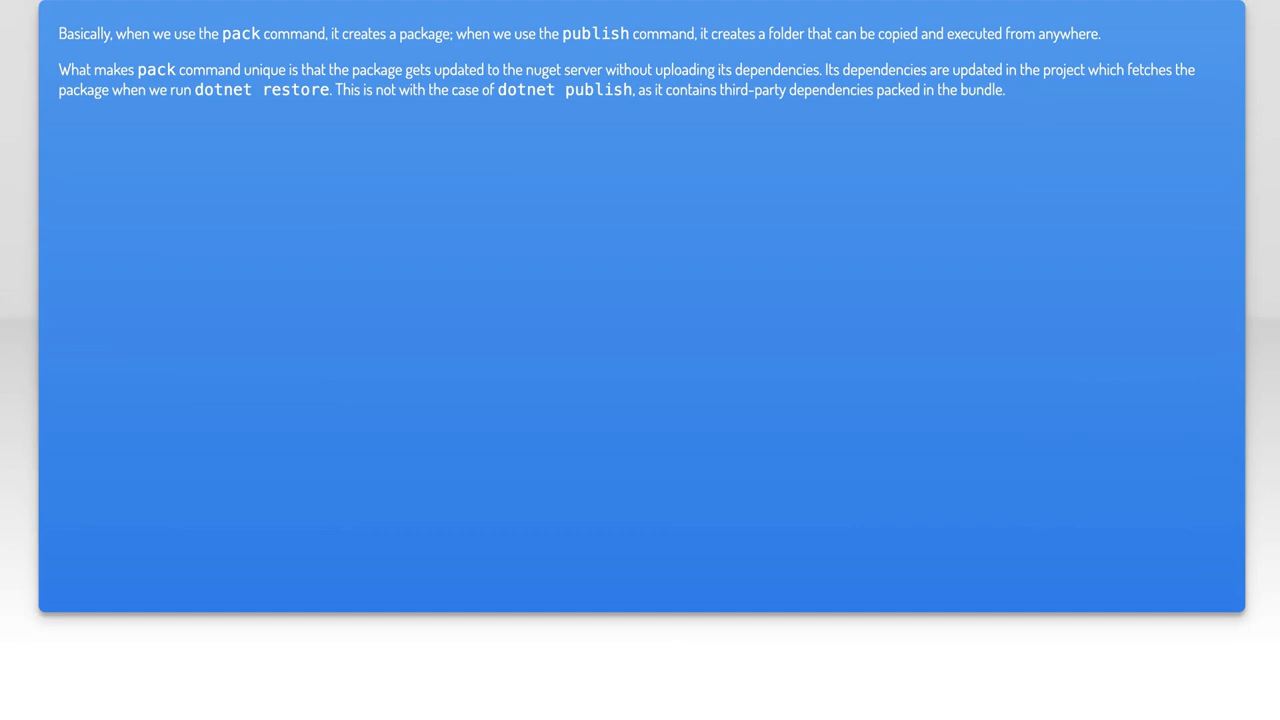 Basically, when we use the pack command, it creates a package; when we use the publish command, it creates a folder that can be copied and executed from anywhere.
What makes pack command unique is that the package gets updated to the nuget server without uploading its dependencies. Its dependencies are updated in the project which fetches the
package when we run dotnet restore. This is not with the case of dotnet publish, as it contains third-party dependencies packed in the bundle.